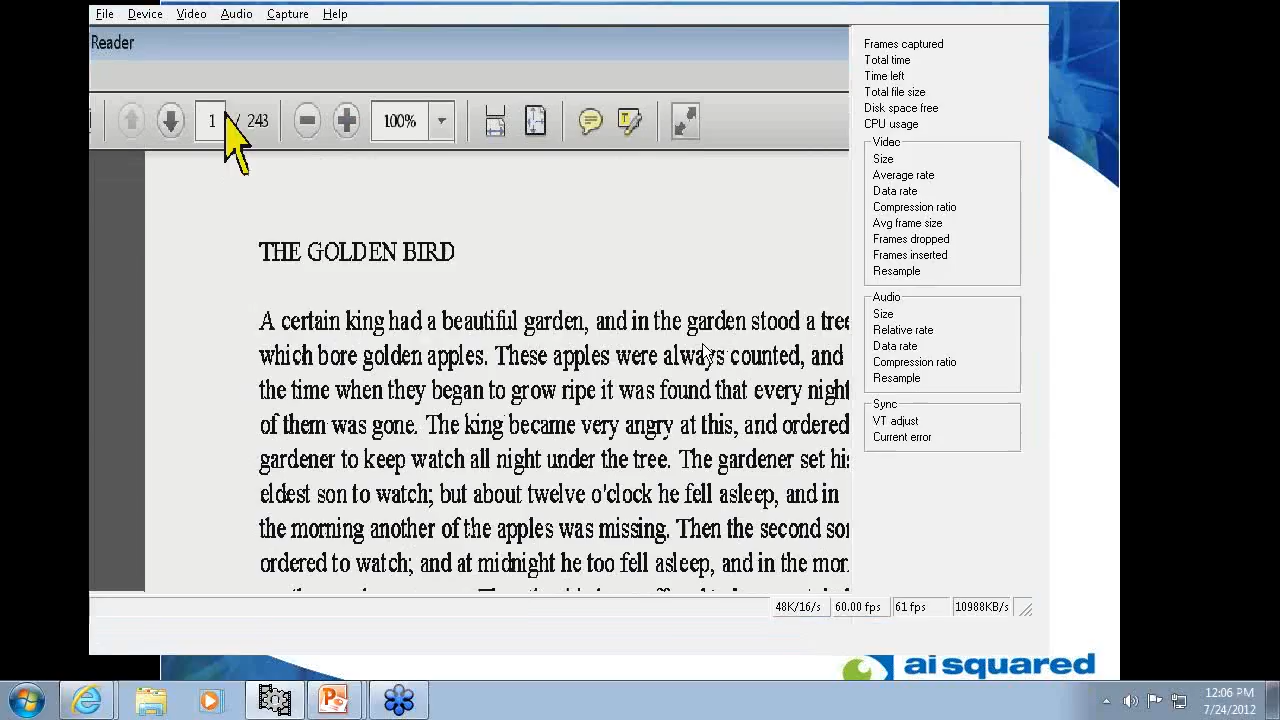 File Device Video Audio Capture Help
Reader
1 / 243 100%
THE GOLDEN BIRD
A certain king had a beautiful garden, and in the garden stood a tree
which bore golden apples. These apples were always counted, and
the time when they began to grow ripe it was found that every night
of them was gone. The king became very angry at this, and ordered
gardener to keep watch all night under the tree. The gardener set his
eldest son to watch; but about twelve o'clock he fell asleep, and in
the morning another of the apples was missing. Then the second son
ordered to watch; and at midnight he too fell asleep, and in the mor
Frames captured
Total time
Time left
Total file size
Disk space free
CPU usage
Video
Size
Average rate
Data rate
Compression ratio
Avg frame size
Frames dropped
Frames inserted
Resample
Audio
Size
Relative rate
Data rate
Compression ratio
Resample
Sync
VT adjust
Current error
48K/16/s 60.00 fps 61 fps 10988KB/s
ai squared
12:06 PM
7/24/2012